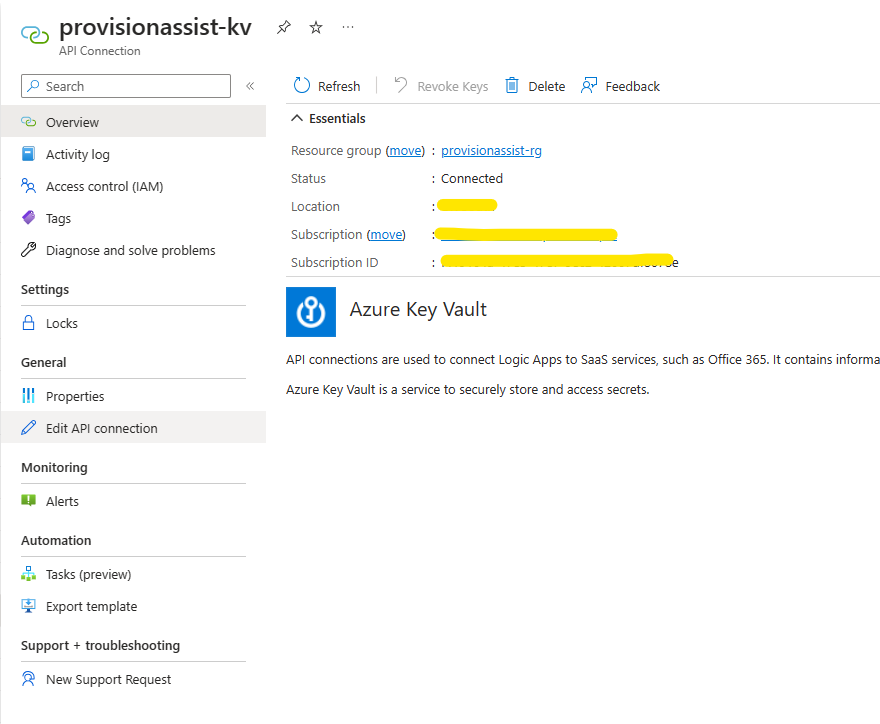 provisionassist-kv
API Connection
Search
Refresh
Revoke Keys
Delete
Feedback
Overview
Activity log
Access control (IAM)
Tags
Diagnose and solve problems
Settings
Locks
General
Properties
Edit API connection
Monitoring
Alerts
Automation
Tasks (preview)
Export template
Support + troubleshooting
New Support Request
Essentials
Resource group (move) : provisionassist-rg
Status : Connected
Location :
Subscription (move) :
Subscription ID :
Azure Key Vault
API connections are used to connect Logic Apps to SaaS services, such as Office 365. It contains informa
Azure Key Vault is a service to securely store and access secrets.